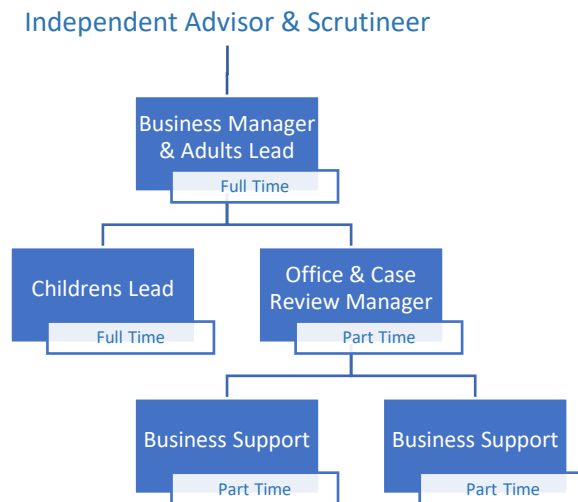 Independent Advisor & Scrutineer
Business Manager
& Adults Lead
Full Time
Childrens Lead
Full Time
Office & Case
Review Manager
Part Time
Business Support
Part Time
Business Support
Part Time